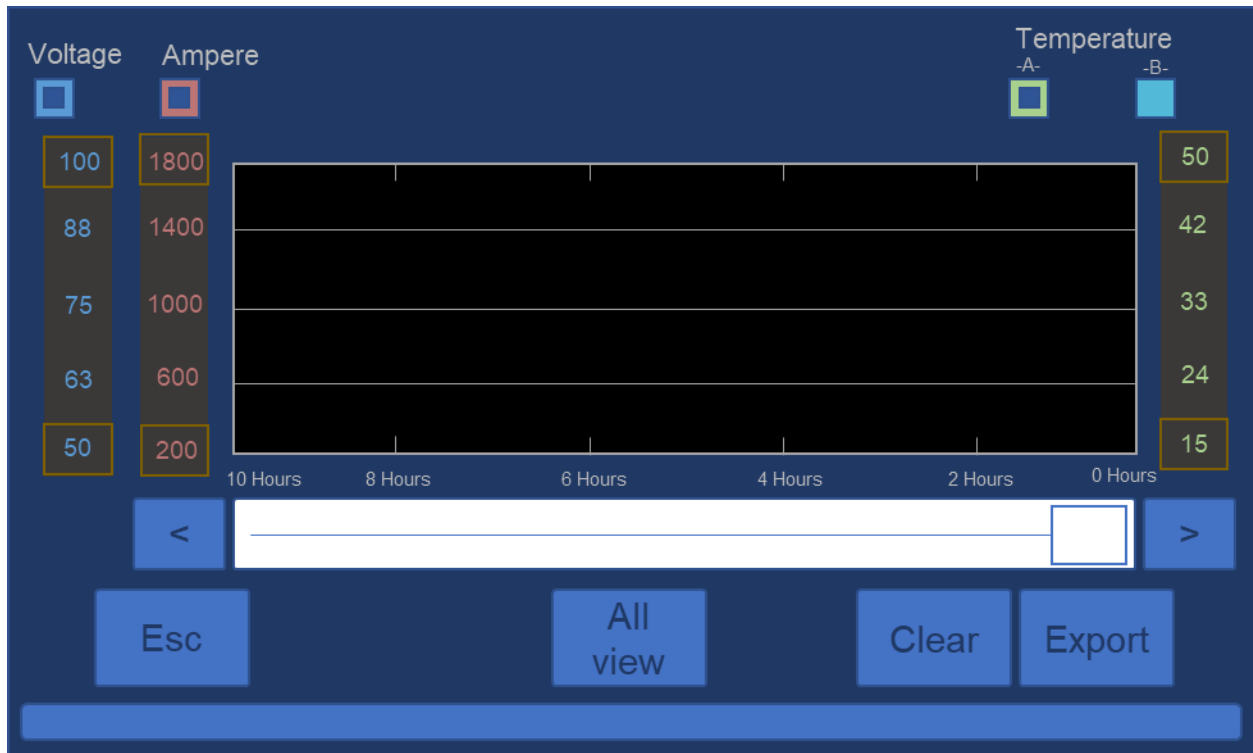 Voltage
Ampere
Temperature
-A-
-B-
100
1800
50
88
1400
42
75
1000
33
63
600
24
50
200
15
10 Hours
8 Hours
6 Hours
4 Hours
2 Hours
0 Hours
<
>
Esc
All
view
Clear
Export